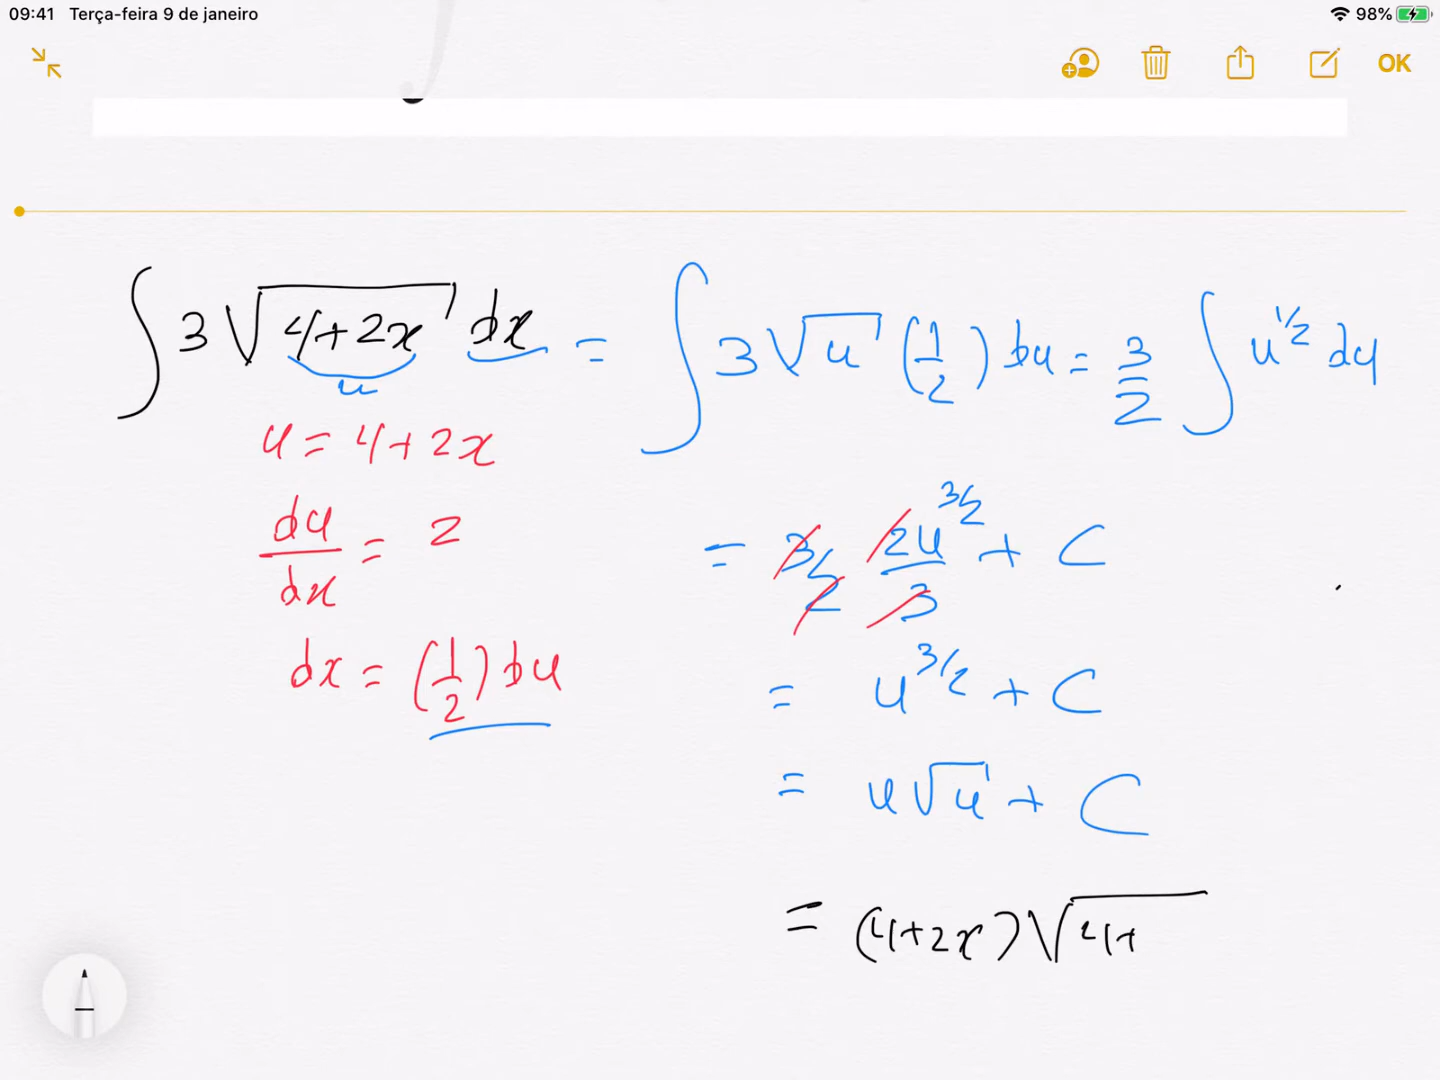 09:41 Terça-feira 9 de janeiro 98%
OK
∫ 3 √(4+2x) dx = ∫ 3 √u (1/2) du = 3/2 ∫ u^1/2 du
u
u = 4+2x
du/dx = 2
= 3/2 2u^3/2/3 + C
dx = (1/2) du
= u^3/2 + C
= u √u + C
= (4+2x) √4+